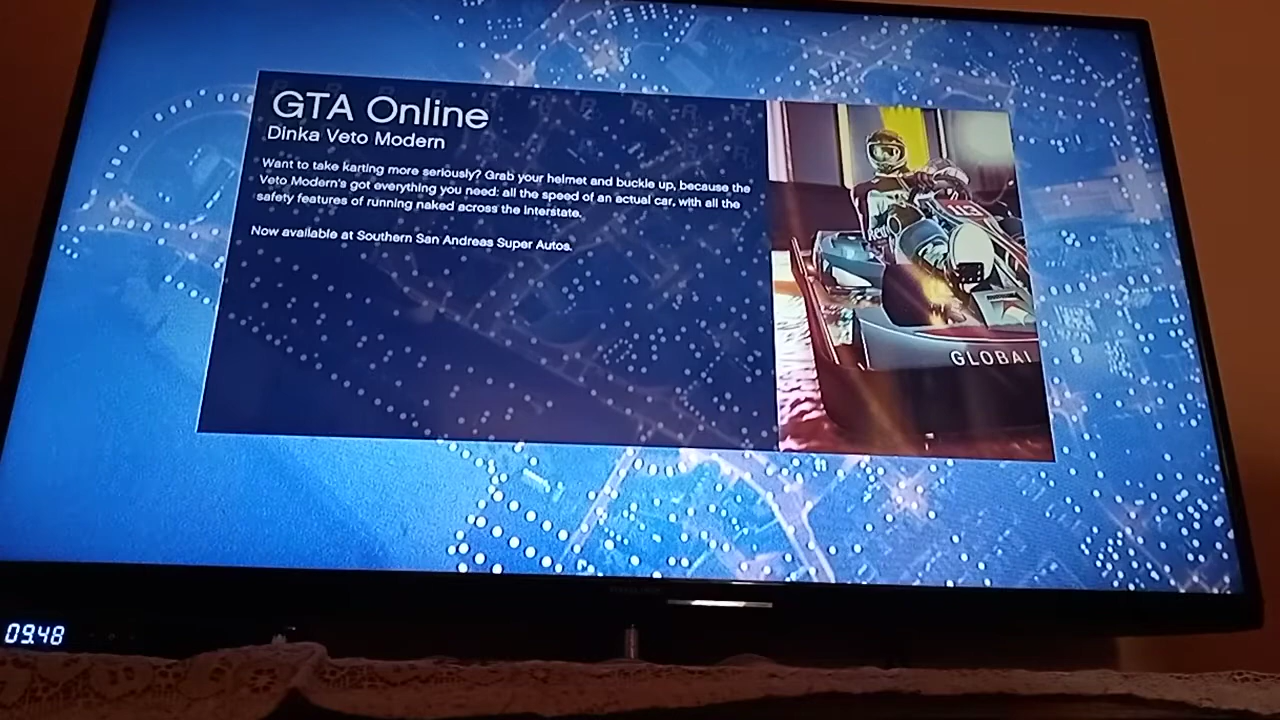 GTA Online
Dinka Veto Modern
Want to take karting more seriously? Grab your helmet and buckle up, because the
Veto Modern's got everything you need: all the speed of an actual car, with all the
safety features of running naked across the interstate.
Now available at Southern San Andreas Super Autos.
GLOBAL
09:48